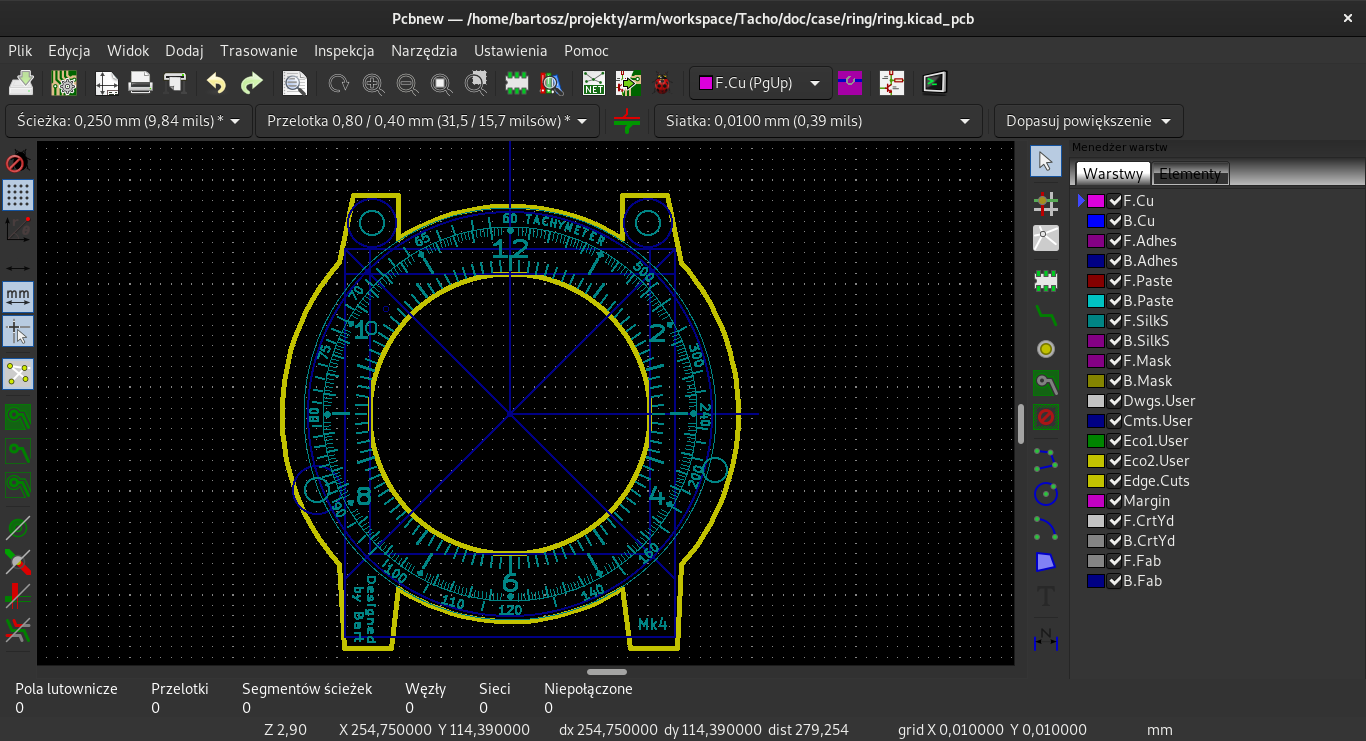 Pcbnew — /home/bartosz/projekty/arm/workspace/Tacho/doc/case/ring/ring.kicad_pcb
Plik Edycja Widok Dodaj Trasowanie Inspekcja Narzędzia Ustawienia Pomoc
NET
F.Cu (PgUp)
Ścieżka: 0,250 mm (9,84 mils) * Przelotka 0,80 / 0,40 mm (31,5 / 15,7 milsów) * Siatka: 0,0100 mm (0,39 mils) Dopasuj powiększenie
mm
60 TACHYMETER
65
12
500
70
10
2
75
300
80
240
8
4
200
90
160
100
6
140
110
120
Designed
by Bart
Mk4
T
N
Menedżer warstw
Warstwy Elementy
F.Cu
B.Cu
F.Adhes
B.Adhes
F.Paste
B.Paste
F.SilkS
B.SilkS
F.Mask
B.Mask
Dwgs.User
Cmts.User
Eco1.User
Eco2.User
Edge.Cuts
Margin
F.CrtYd
B.CrtYd
F.Fab
B.Fab
Pola lutownicze Przelotki Segmentów ścieżek Węzły Sieci Niepołączone
0 0 0 0 0 0
Z 2,90 X 254,750000 Y 114,390000 dx 254,750000 dy 114,390000 dist 279,254 grid X 0,010000 Y 0,010000 mm